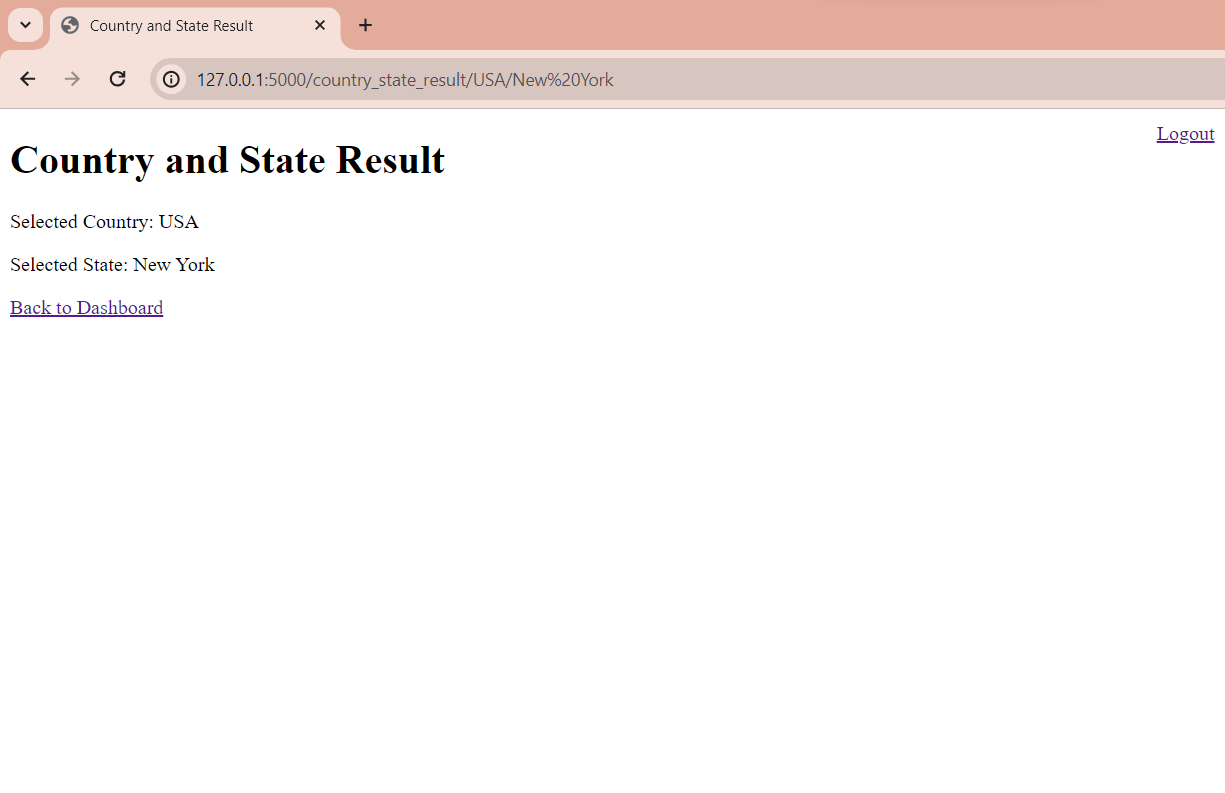 Country and State Result
127.0.0.1:5000/country_state_result/USA/New%20York
Logout
Country and State Result
Selected Country: USA
Selected State: New York
Back to Dashboard